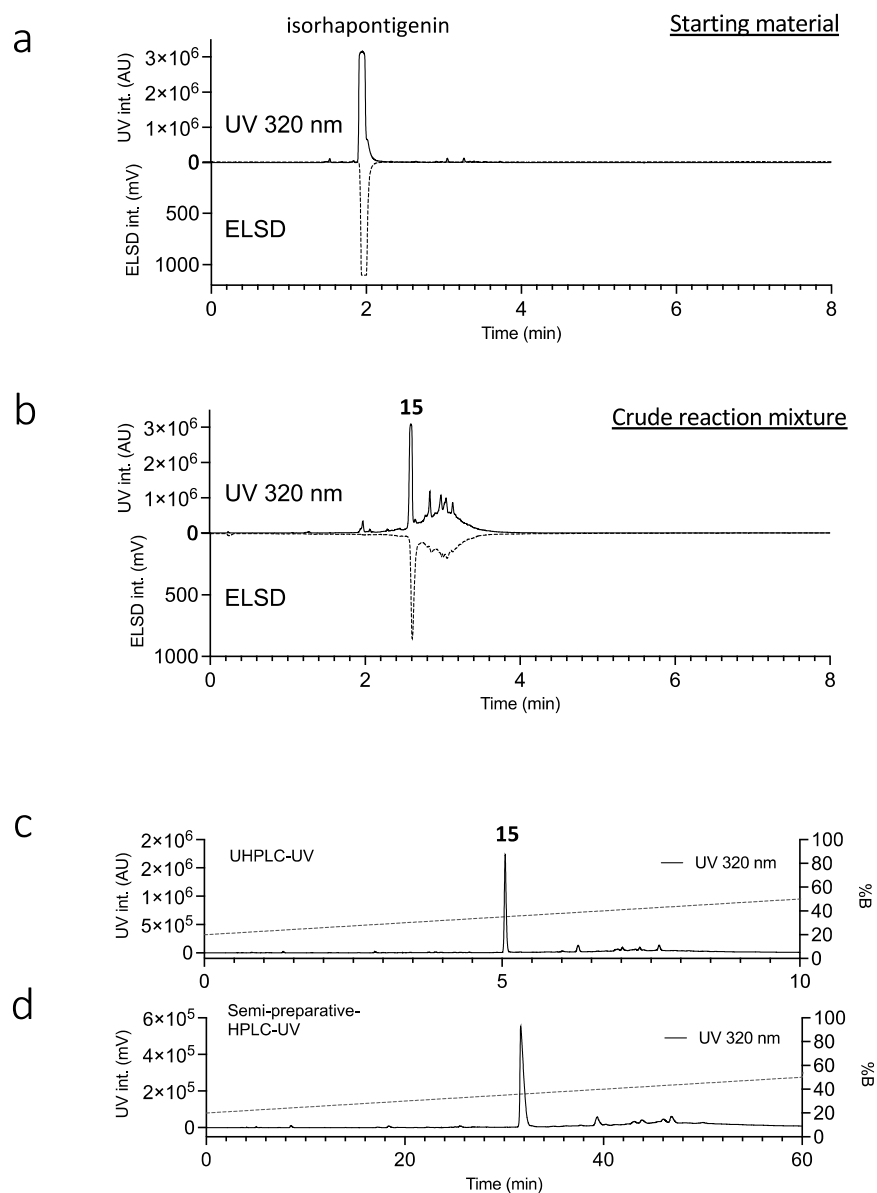 a
isorhapontigenin
Starting material
UV int. (AU)
3×10⁶
2×10⁶
1×10⁶
0
UV 320 nm
ELSD int. (mV)
500
1000
ELSD
0 2 4 6 8
Time (min)
b
15
Crude reaction mixture
UV int. (AU)
3×10⁶
2×10⁶
1×10⁶
0
UV 320 nm
ELSD int. (mV)
500
1000
ELSD
0 2 4 6 8
Time (min)
c
15
UHPLC-UV
UV 320 nm
UV int. (AU)
2×10⁶
2×10⁶
1×10⁶
5×10⁵
0
100
80
60
40
20
0
%B
0 5 10
d
Semi-preparative-
HPLC-UV
UV 320 nm
UV int. (mV)
6×10⁵
4×10⁵
2×10⁵
0
100
80
60
40
20
0
%B
0 20 40 60
Time (min)